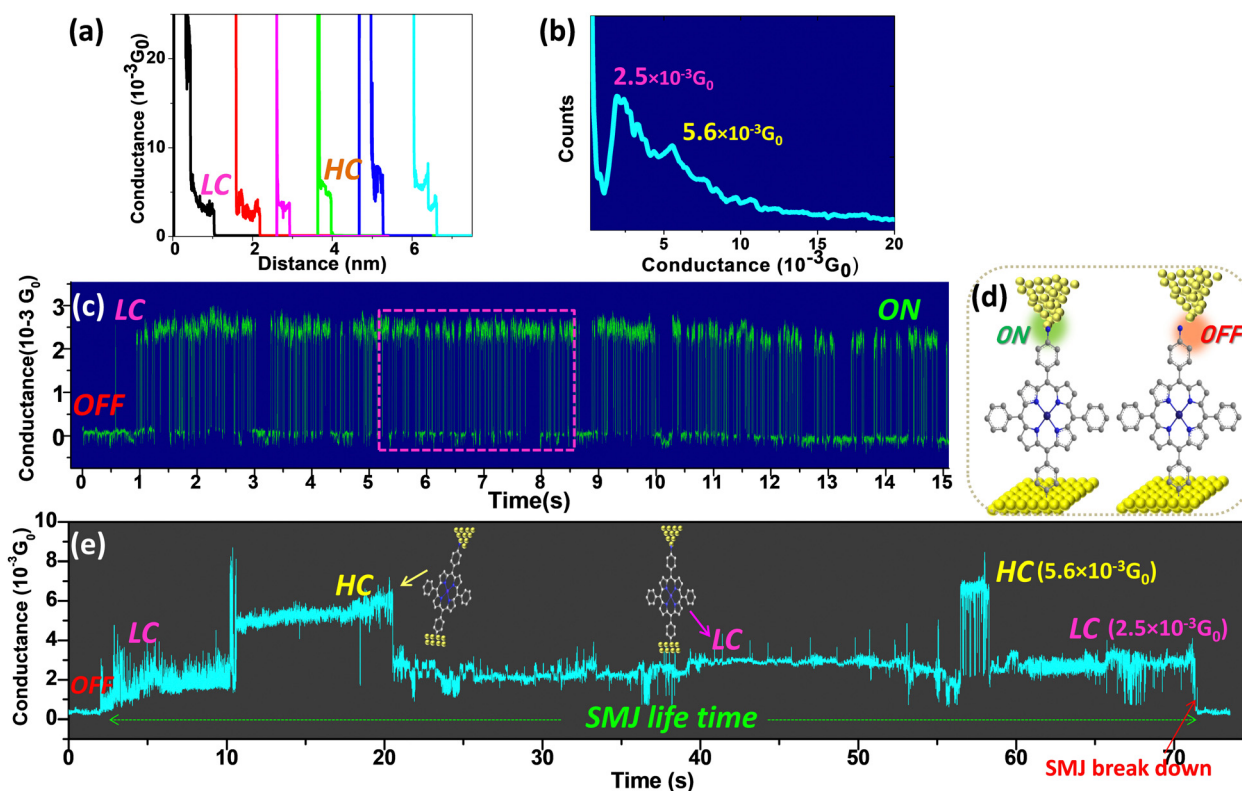 (a)
Conductance (10⁻³G₀)
20
10
0
LC
HC
0 2 4 6
Distance (nm)
(b)
Counts
2.5×10⁻³G₀
5.6×10⁻³G₀
5 10 15 20
Conductance (10⁻³G₀)
(c)
Conductance(10-3 G₀)
3
2
1
0
LC
ON
OFF
0 1 2 3 4 5 6 7 8 9 10 11 12 13 14 15
Time(s)
(d)
ON
OFF
(e)
Conductance (10⁻³G₀)
10
8
6
4
2
0
OFF
LC
HC
LC
HC (5.6×10⁻³G₀)
LC (2.5×10⁻³G₀)
SMJ life time
0 10 20 30 40 50 60 70
Time (s)
SMJ break down